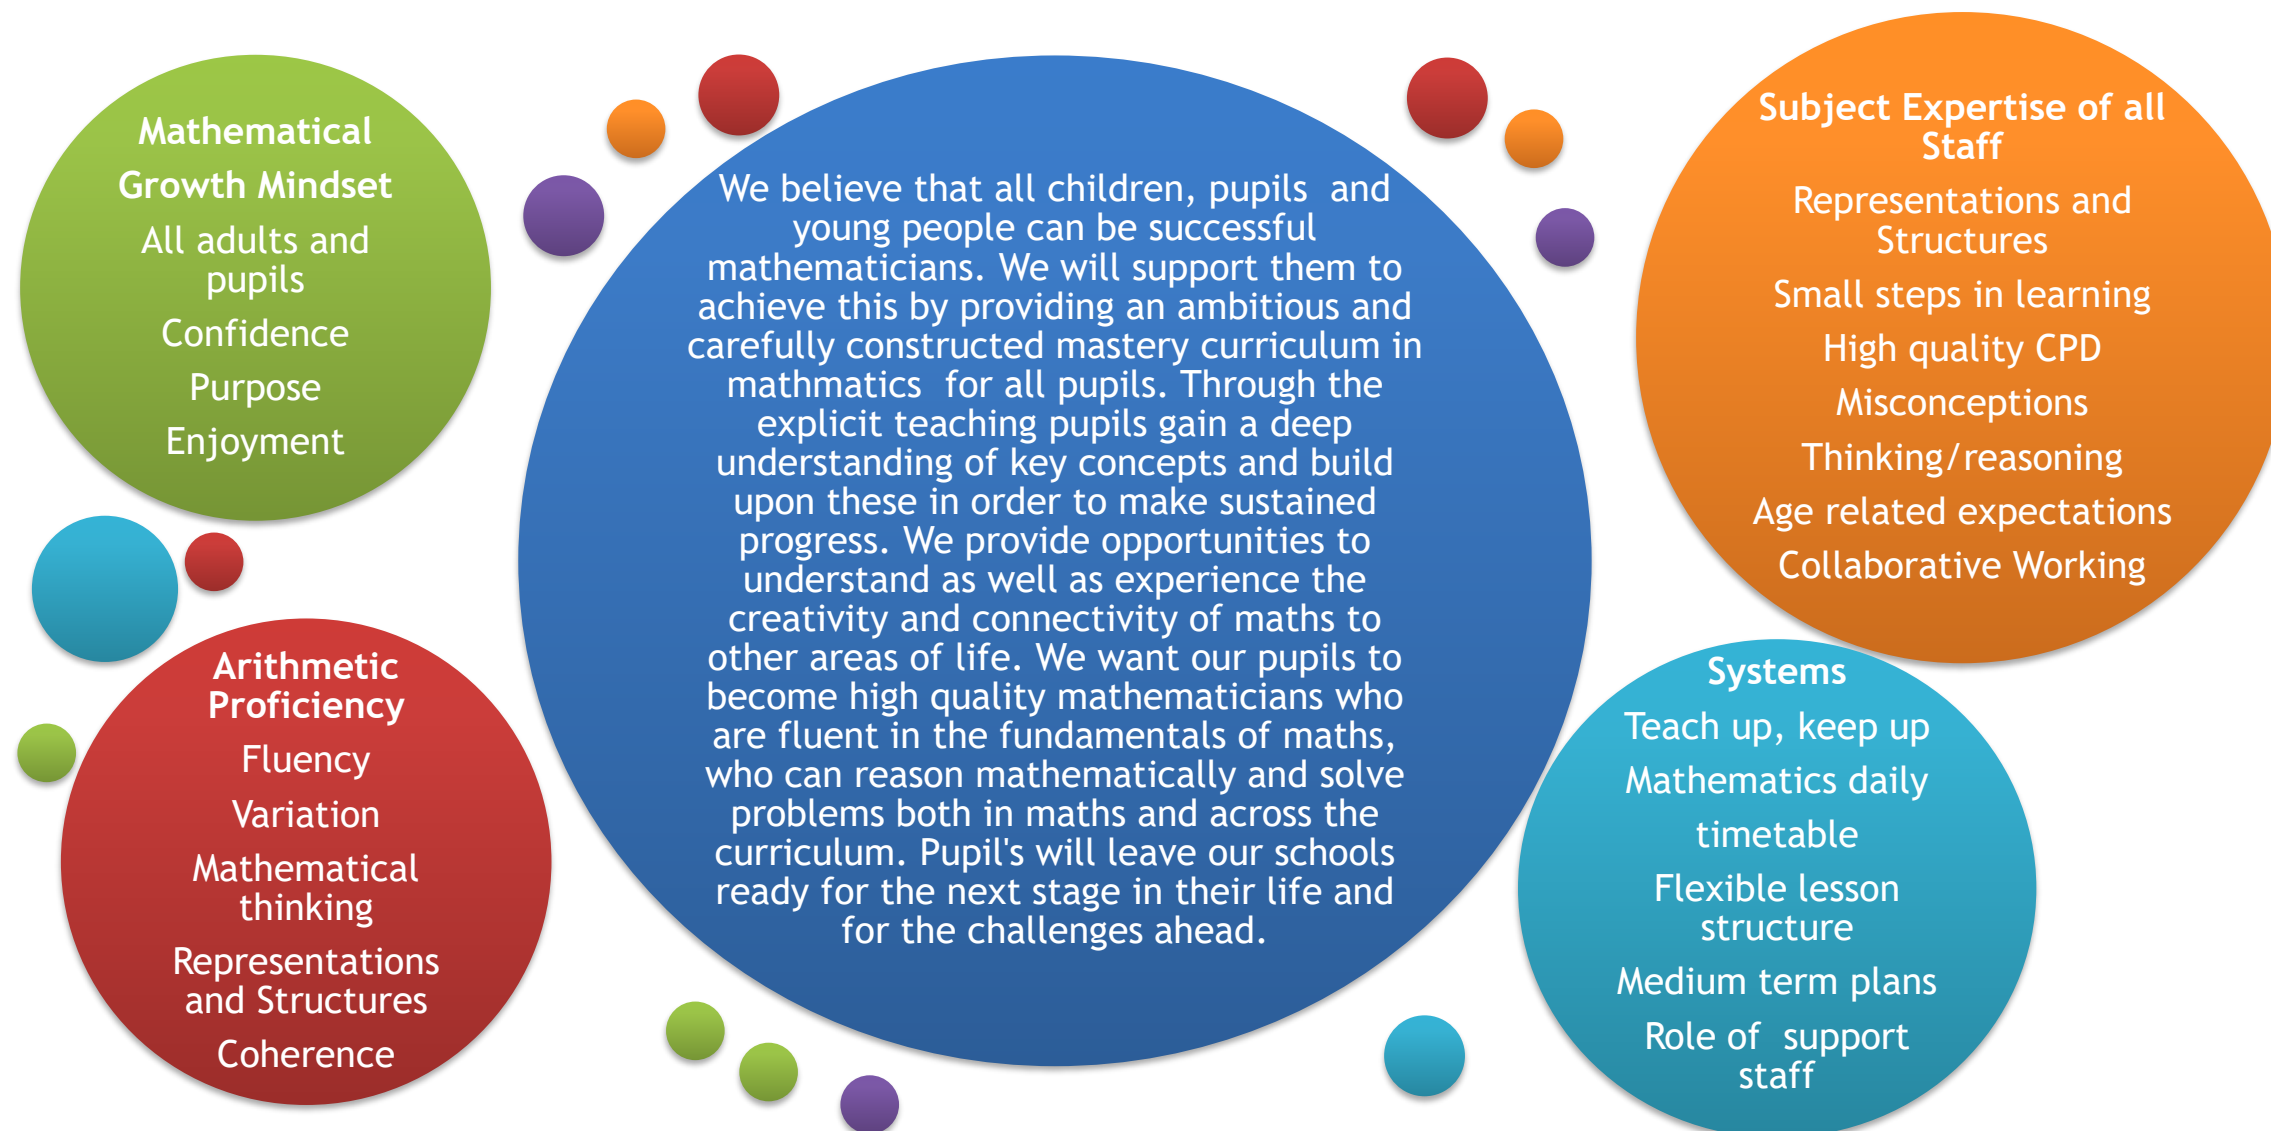 Mathematical
Growth Mindset
All adults and
pupils
Confidence
Purpose
Enjoyment
Arithmetic
Proficiency
Fluency
Variation
Mathematical
thinking
Representations
and Structures
Coherence
We believe that all children, pupils  and
young people can be successful
mathematicians. We will support them to
achieve this by providing an ambitious and
carefully constructed mastery curriculum in
mathmatics  for all pupils. Through the
explicit teaching pupils gain a deep
understanding of key concepts and build
upon these in order to make sustained
progress. We provide opportunities to
understand as well as experience the
creativity and connectivity of maths to
other areas of life. We want our pupils to
become high quality mathematicians who
are fluent in the fundamentals of maths,
who can reason mathematically and solve
problems both in maths and across the
curriculum. Pupil's will leave our schools
ready for the next stage in their life and
for the challenges ahead.
Subject Expertise of all
Staff
Representations and
Structures
Small steps in learning
High quality CPD
Misconceptions
Thinking/reasoning
Age related expectations
Collaborative Working
Systems
Teach up, keep up
Mathematics daily
timetable
Flexible lesson
structure
Medium term plans
Role of  support
staff